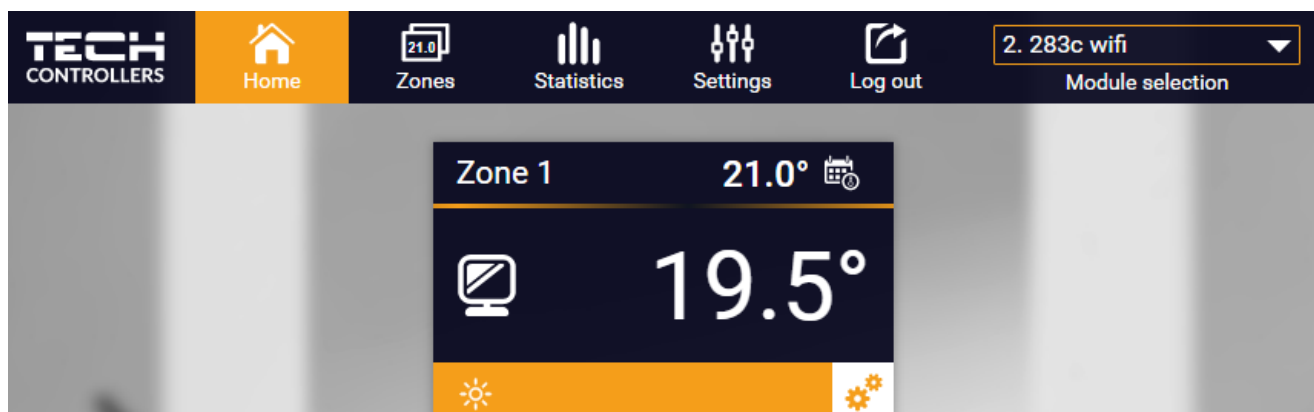 TECH
CONTROLLERS
Home
21.0
Zones
Statistics
Settings
Log out
2. 283c wifi
Module selection
Zone 1 21.0°
19.5°